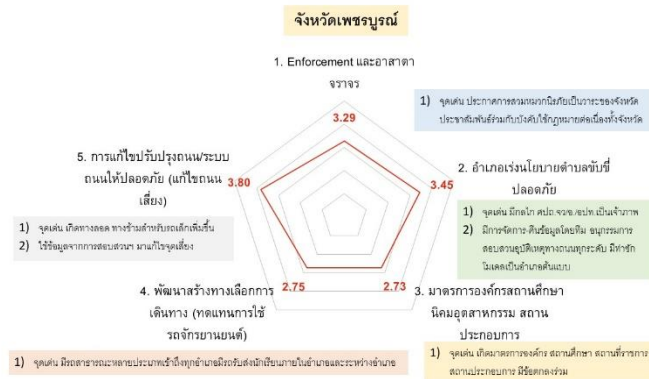 จังหวัดเพชรบูรณ์
1. Enforcement และอาสาตา
จราจร
3.29
1) จุดเด่น ประกาศการสวมหมวกนิรภัยเป็นวาระของจังหวัด
ประชาสัมพันธ์ร่วมกับบังคับใช้กฎหมายต่อเนื่องทั้งจังหวัด
2. อำเภอเร่งนโยบายตำบลขับขี่
ปลอดภัย
3.45
1) จุดเด่น มีกลไก ศปถ.จว/อ./อปท.เป็นเจ้าภาพ
2) มีการจัดการ-คืนข้อมูลโดยทีม อนุกรรมการ
สอบสวนอุบัติเหตุทางถนนทุกระดับ มีท่าชัก
โมเดลเป็นอำเภอต้นแบบ
3. มาตรการองค์กรสถานศึกษา
นิคมอุตสาหกรรม สถาน
ประกอบการ
2.73
1) จุดเด่น เกิดมาตรการองค์กร สถานศึกษา สถานที่ราชการ
สถานประกอบการ มีข้อตกลงร่วม
4. พัฒนาสร้างทางเลือกการ
เดินทาง (ทดแทนการใช้
รถจักรยานยนต์)
2.75
1) จุดเด่น มีรถสาธารณะหลายประเภทเข้าถึงทุกอำเภอมีรถรับส่งนักเรียนภายในอำเภอและระหว่างอำเภอ
5. การแก้ไขปรับปรุงถนน/ระบบ
ถนนให้ปลอดภัย (แก้ไขถนน
เสี่ยง)
3.80
1) จุดเด่น เกิดทางลอด ทางข้ามสำหรับรถเล็กเพิ่มขึ้น
2) ใช้ข้อมูลจากการสอบสวนฯ มาแก้ไขจุดเสี่ยง